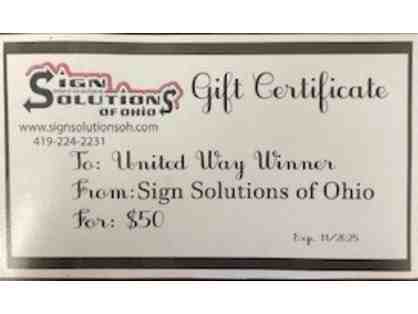 SIGN
SOLUTIONS
OF OHIO
Gift Certificate
www.signsolutionsoh.com
419-224-2231
To: United Way Winner
From:Sign Solutions of Ohio
For: $50
Exp. 11/2025